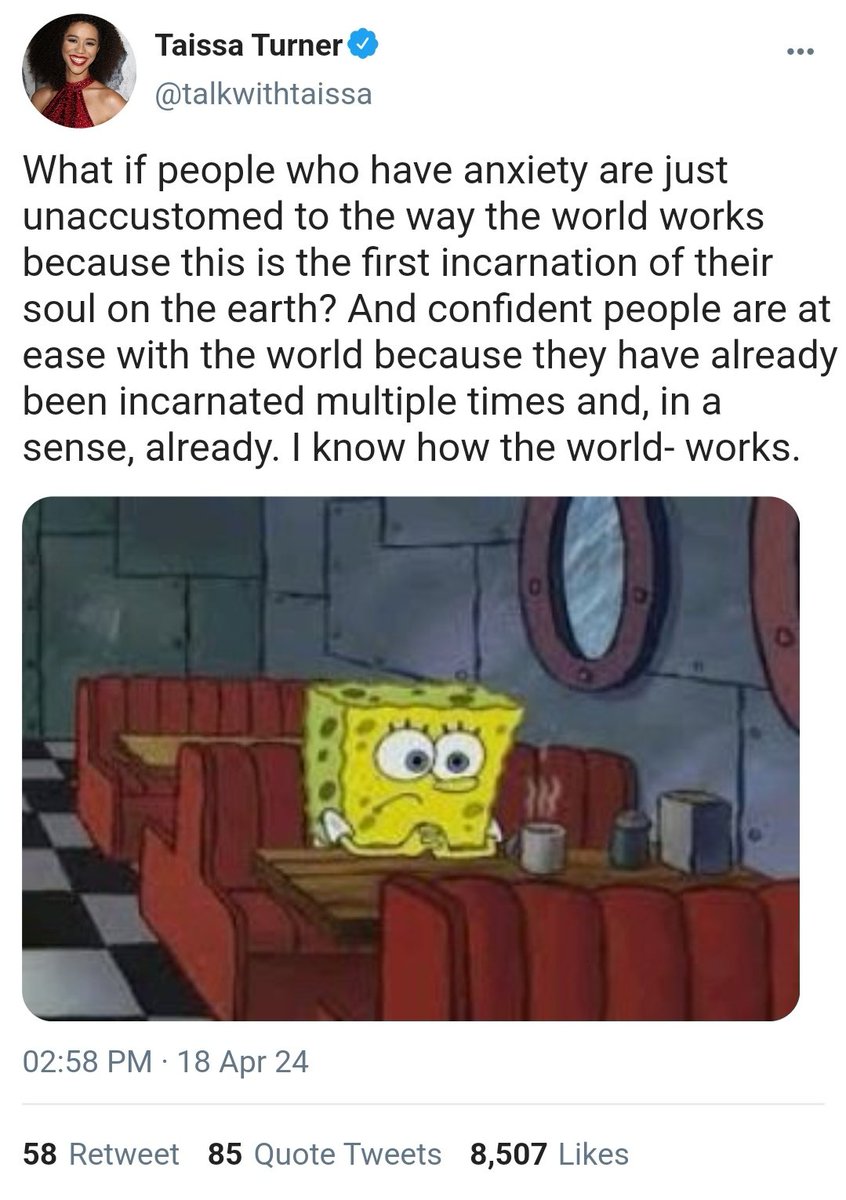 Taissa Turner
@talkwithtaissa
What if people who have anxiety are just
unaccustomed to the way the world works
because this is the first incarnation of their
soul on the earth? And confident people are at
ease with the world because they have already
been incarnated multiple times and, in a
sense, already. I know how the world- works.
02:58 PM · 18 Apr 24
58 Retweet 85 Quote Tweets 8,507 Likes